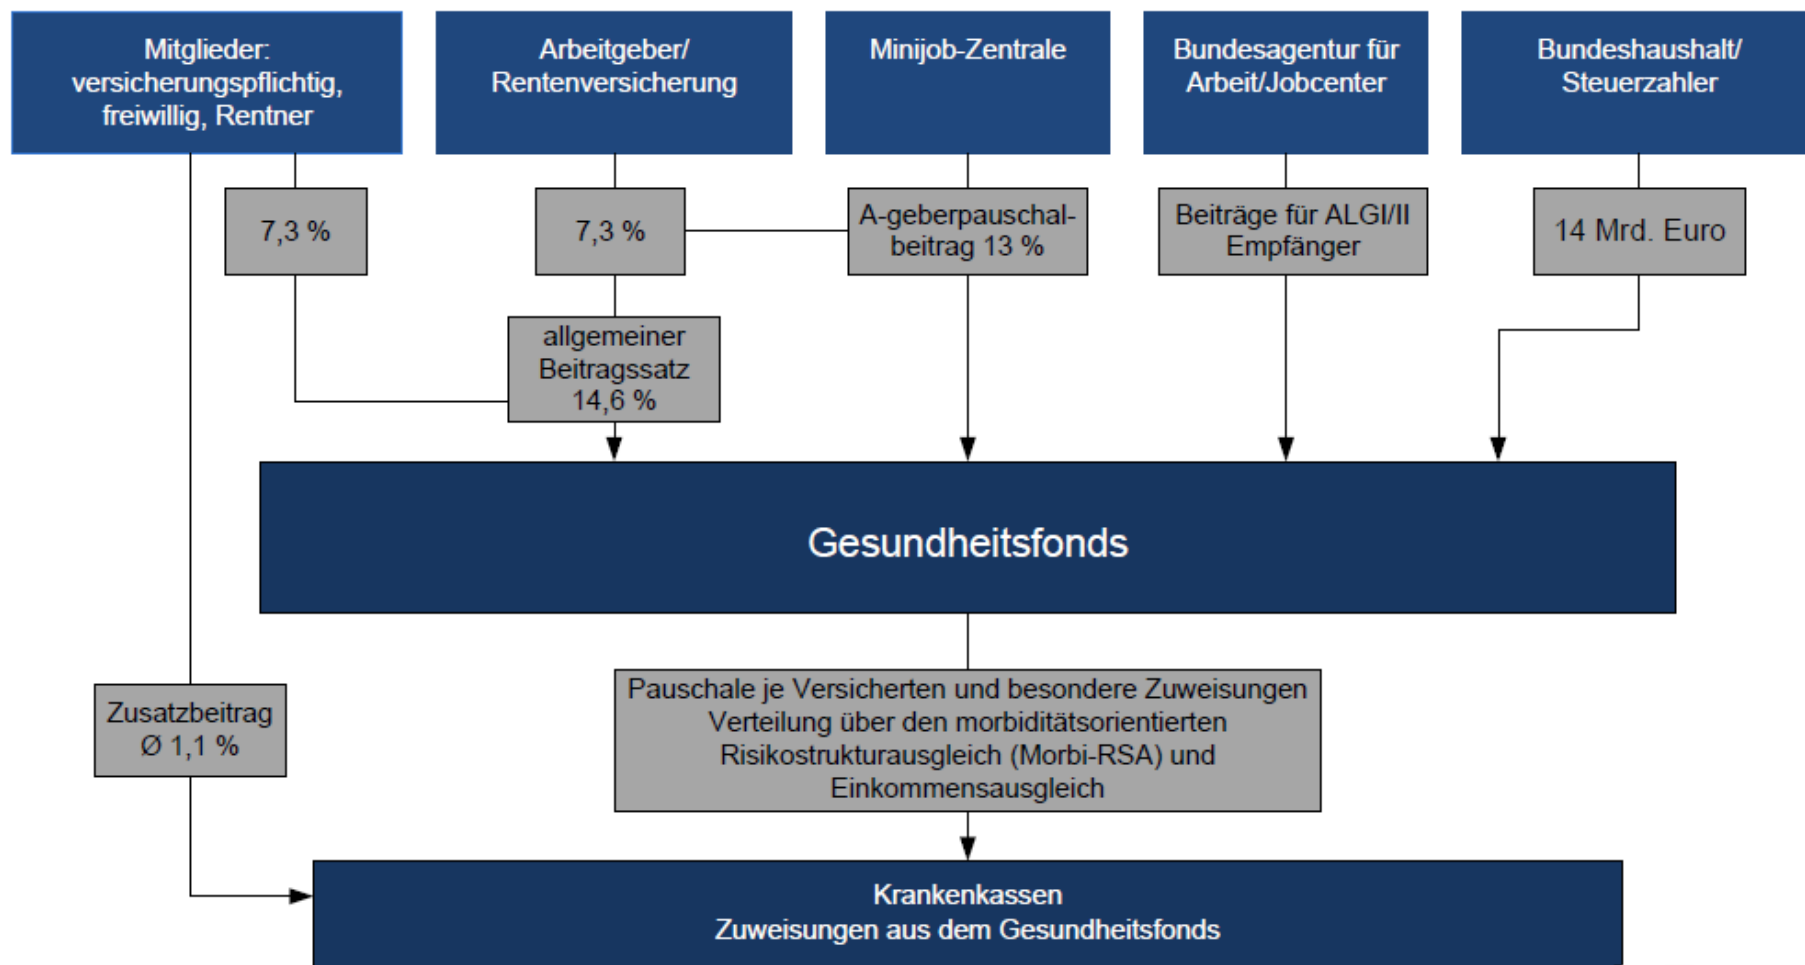 Mitglieder:
versicherungspflichtig,
freiwillig, Rentner
Arbeitgeber/
Rentenversicherung
Minijob-Zentrale
Bundesagentur für
Arbeit/Jobcenter
Bundeshaushalt/
Steuerzahler
7,3 %
7,3 %
A-geberpauschal-
beitrag 13 %
Beiträge für ALGI/II
Empfänger
14 Mrd. Euro
allgemeiner
Beitragssatz
14,6 %
Gesundheitsfonds
Zusatzbeitrag
Ø 1,1 %
Pauschale je Versicherten und besondere Zuweisungen
Verteilung über den morbiditätsorientierten
Risikostrukturausgleich (Morbi-RSA) und
Einkommensausgleich
Krankenkassen
Zuweisungen aus dem Gesundheitsfonds